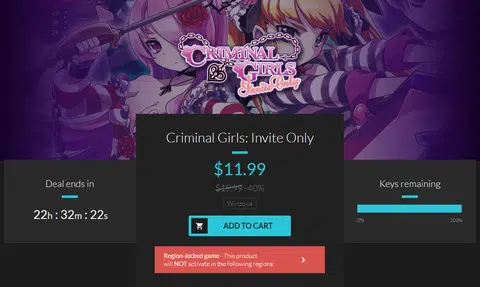 CRIMINAL
GIRLS
Invite Only
Criminal Girls: Invite Only
$11.99
$19.99 -40%
Windows
ADD TO CART
Deal ends in
22h : 32m : 22s
Keys remaining
0%
100%
Region-locked game - This product
will NOT activate in the following regions: